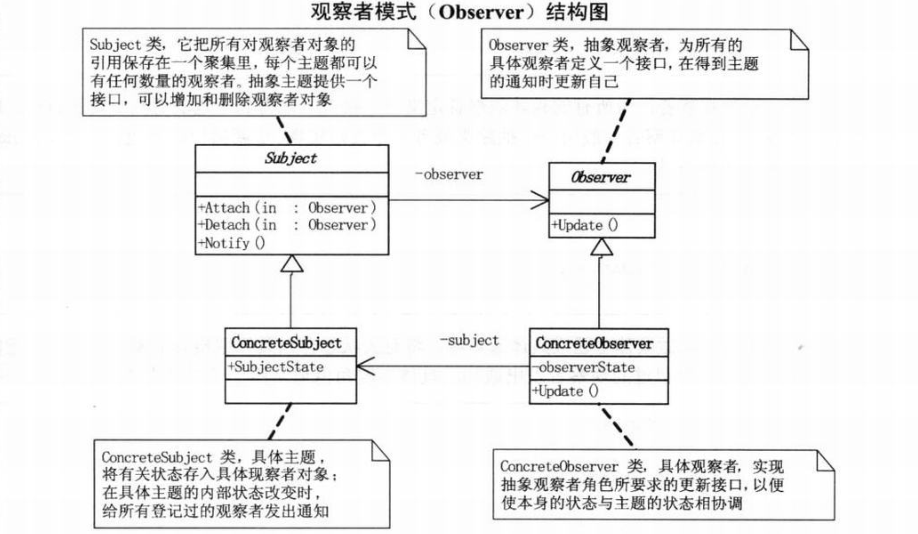 观察者模式（Observer）结构图
Subject 类，它把所有对观察者对象的
引用保存在一个聚集里，每个主题都可以
有任何数量的观察者。抽象主题提供一个
接口，可以增加和删除观察者对象
Observer 类，抽象观察者，为所有的
具体观察者定义一个接口，在得到主题
的通知时更新自己
Subject
+Attach(in : Observer)
+Detach(in : Observer)
+Notify()
-observer
Observer
+Update()
ConcreteSubject
+SubjectState
-subject
ConcreteObserver
-observerState
+Update()
ConcreteSubject 类，具体主题，
将有关状态存入具体现察者对象；
在具体主题的内部状态改变时，
给所有登记过的观察者发出通知
ConcreteObserver 类，具体观察者，实现
抽象观察者角色所要求的更新接口，以便
使本身的状态与主题的状态相协调